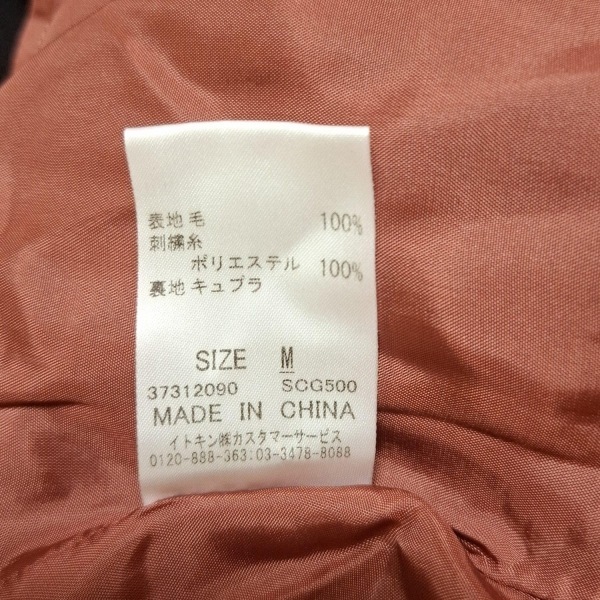 表地 毛 100%
刺繍糸
ポリエステル 100%
裏地 キュプラ
SIZE M
37312090 SCG500
MADE IN CHINA
イトキン㈱カスタマーサービス
0120-888-363:03-3478-8088